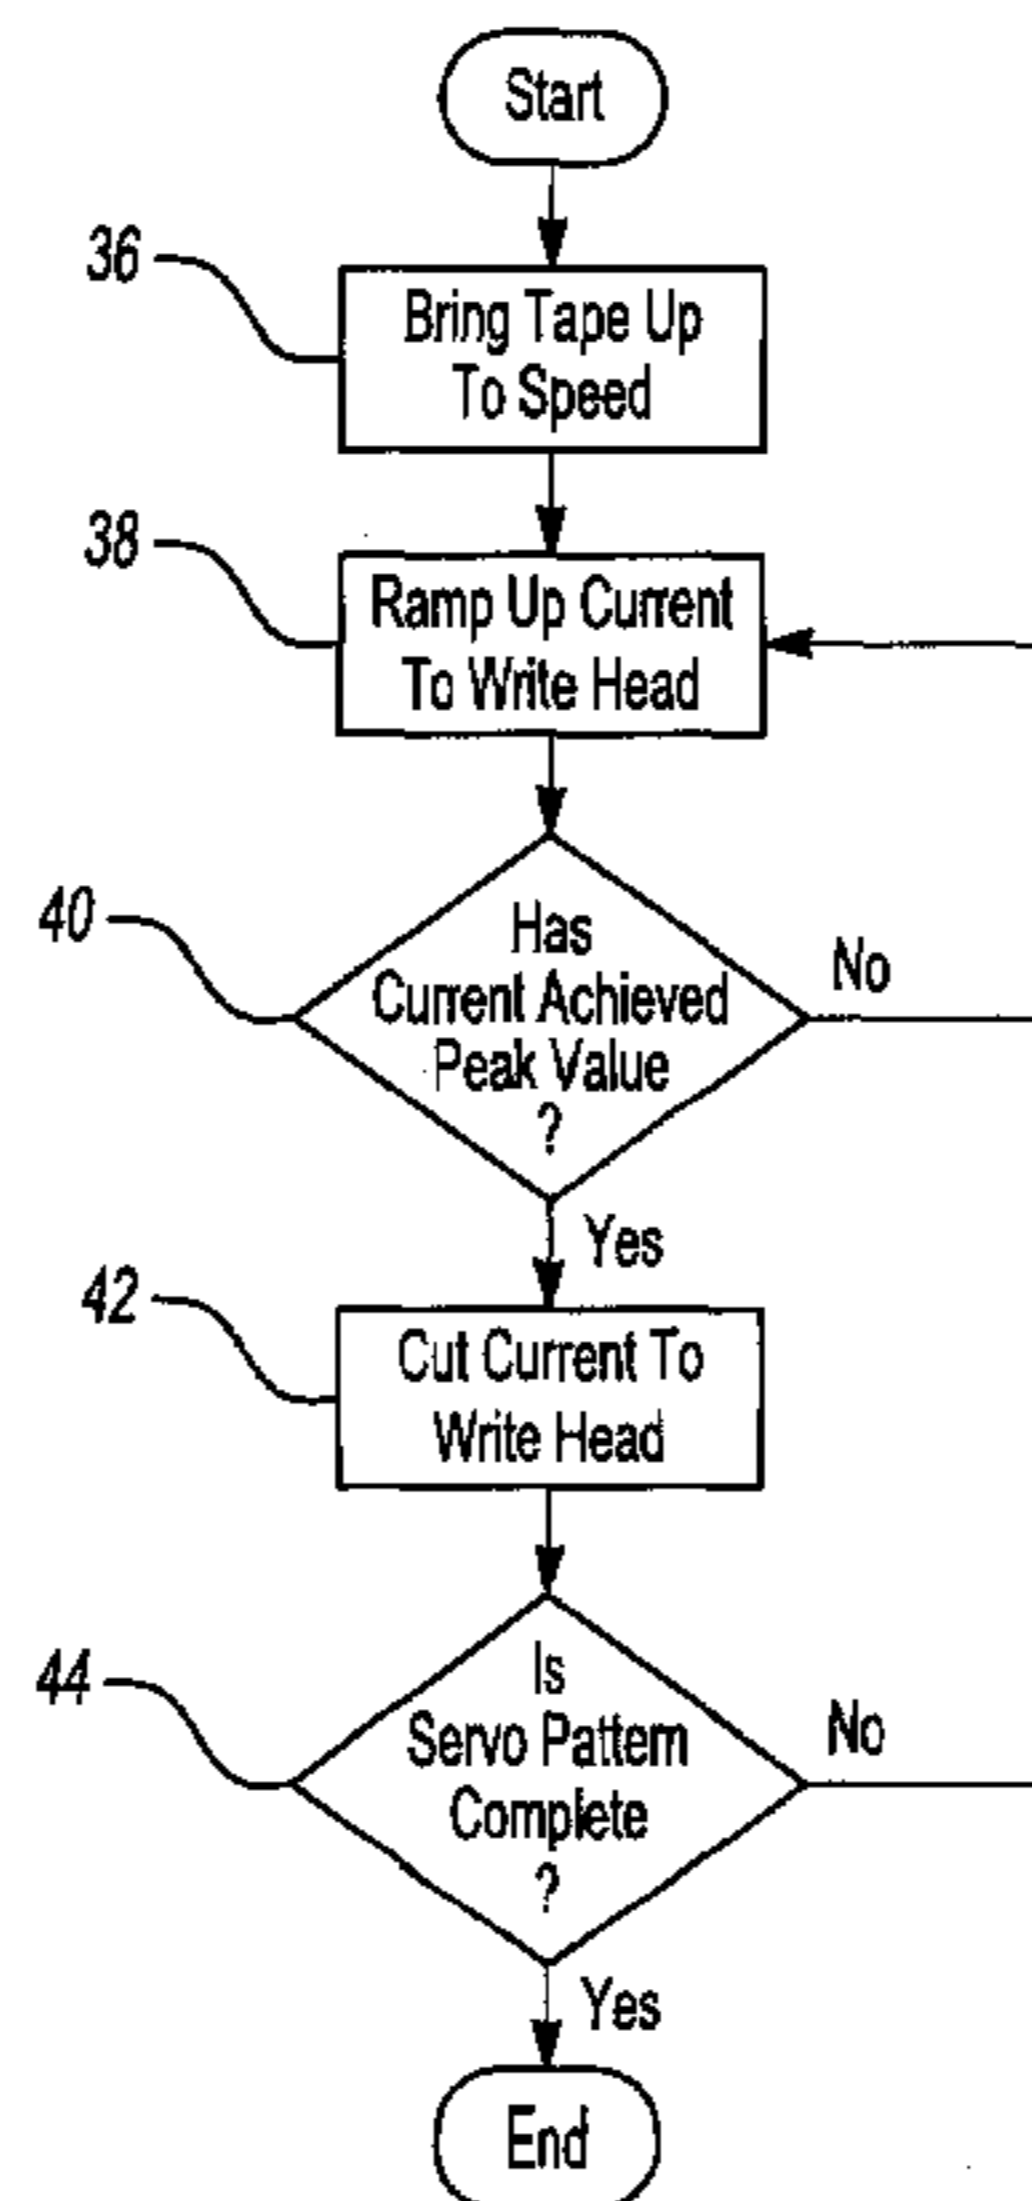 Start
36
Bring Tape Up
To Speed
38
Ramp Up Current
To Write Head
40
Has
Current Achieved
Peak Value
?
No
Yes
42
Cut Current To
Write Head
44
Is
Servo Pattern
Complete
?
No
Yes
End